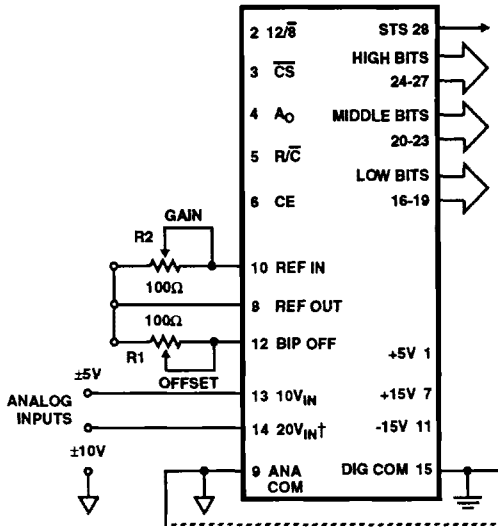 2 12/8̅
STS 28
HIGH BITS
3 C̅S̅
24-27
4 A₀
MIDDLE BITS
20-23
5 R/C̅
LOW BITS
6 CE
16-19
GAIN
R2
10 REF IN
100Ω
8 REF OUT
100Ω
12 BIP OFF
R1
OFFSET
+5V 1
±5V
ANALOG
INPUTS
13 10V_IN
+15V 7
14 20V_IN†
-15V 11
±10V
9 ANA
COM
DIG COM 15